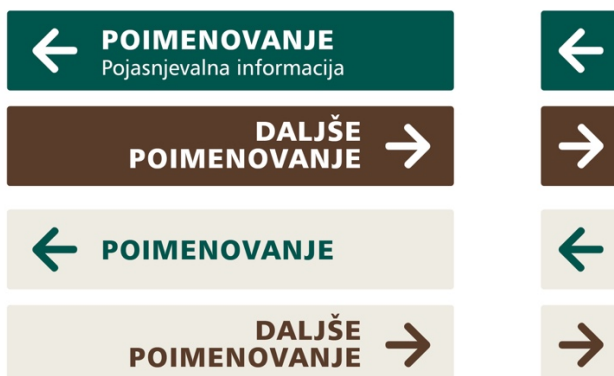 POIMENOVANJE
Pojasnjevalna informacija
DALJŠE
POIMENOVANJE
POIMENOVANJE
DALJŠE
POIMENOVANJE